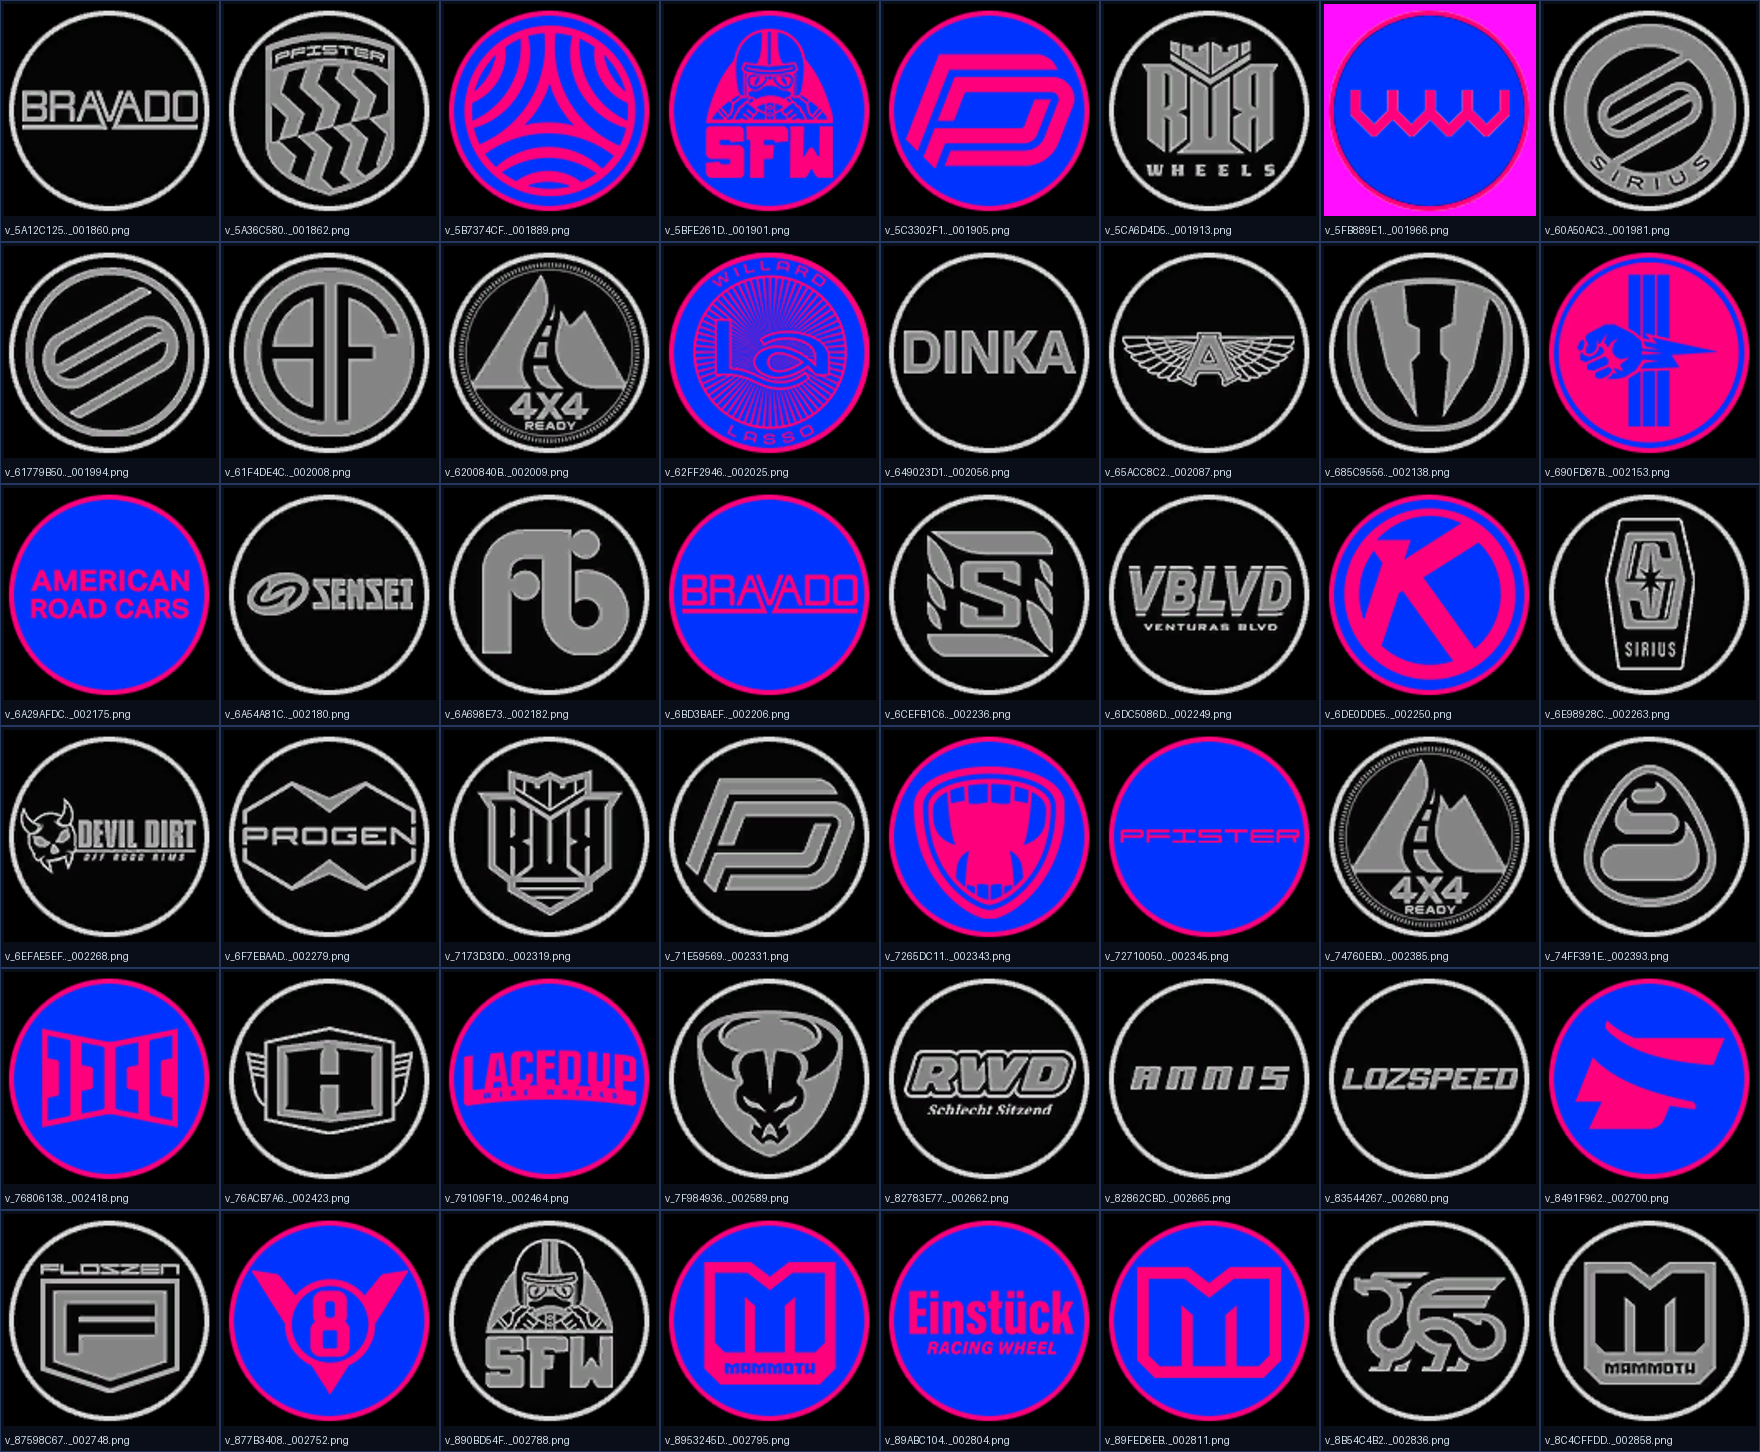 BRAVADO
PFISTER
SFW
RUR
WHEELS
SIRIUS
v_5A12C125.._001860.png
v_5A36C580.._001862.png
v_5B7374CF.._001889.png
v_5BFE261D.._001901.png
v_5C3302F1.._001905.png
v_5CA6D4D5.._001913.png
v_5FB889E1.._001966.png
v_60A50AC3.._001981.png
4X4
READY
WILLARD
La
LASSO
DINKA
A
v_61779B50.._001994.png
v_61F4DE4C.._002008.png
v_6200840B.._002009.png
v_62FF2946.._002025.png
v_649023D1.._002056.png
v_65ACC8C2.._002087.png
v_685C9556.._002138.png
v_690FD87B.._002153.png
AMERICAN
ROAD CARS
SENSEI
BRAVADO
S
VBLVD
VENTURAS BLVD
K
SIRIUS
v_6A29AFDC.._002175.png
v_6A54A81C.._002180.png
v_6A698E73.._002182.png
v_6BD3BAEF.._002206.png
v_6CEFB1C6.._002236.png
v_6DC5086D.._002249.png
v_6DE0DDE5.._002250.png
v_6E98928C.._002263.png
DEVIL DIRT
OFF ROAD RIMS
PROGEN
RUR
PFISTER
4X4
READY
v_6EFAE5EF.._002268.png
v_6F7EBAAD.._002279.png
v_7173D3D0.._002319.png
v_71E59569.._002331.png
v_7265DC11.._002343.png
v_72710050.._002345.png
v_74760EB0.._002385.png
v_74FF391E.._002393.png
H
LACED UP
WIRE WHEELS
RWD
Schlecht Sitzend
ANNIS
LOZSPEED
v_76806138.._002418.png
v_76ACB7A6.._002423.png
v_79109F19.._002464.png
v_7F984936.._002589.png
v_82783E77.._002662.png
v_82862CBD.._002665.png
v_83544267.._002680.png
v_8491F962.._002700.png
FLOSZEN
F
V
8
SFW
M
MAMMOTH
Einstück
RACING WHEEL
M
M
MAMMOTH
v_87598C67.._002748.png
v_877B3408.._002752.png
v_890BD54F.._002788.png
v_8953245D.._002795.png
v_89ABC104.._002804.png
v_89FED6EB.._002811.png
v_8B54C4B2.._002836.png
v_8C4CFFDD.._002858.png